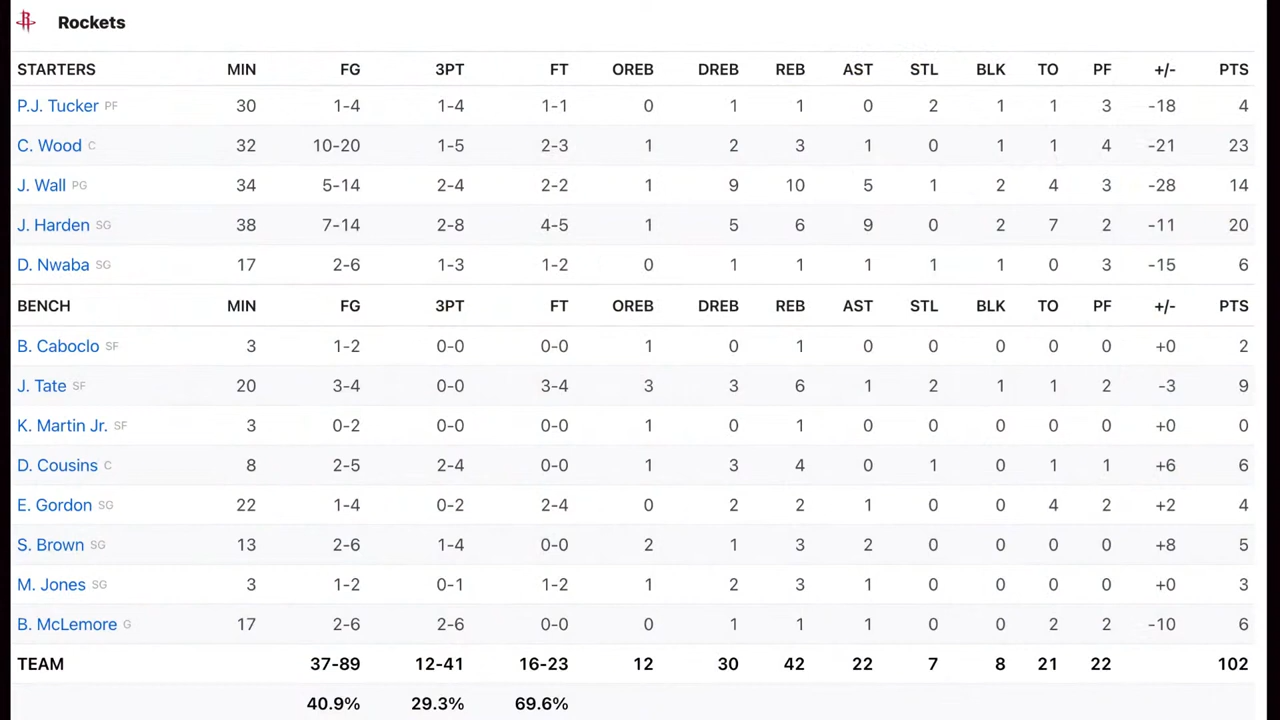 Rockets
STARTERS MIN FG 3PT FT OREB DREB REB AST STL BLK TO PF +/- PTS
P.J. Tucker PF 30 1-4 1-4 1-1 0 1 1 0 2 1 1 3 -18 4
C. Wood C 32 10-20 1-5 2-3 1 2 3 1 0 1 1 4 -21 23
J. Wall PG 34 5-14 2-4 2-2 1 9 10 5 1 2 4 3 -28 14
J. Harden SG 38 7-14 2-8 4-5 1 5 6 9 0 2 7 2 -11 20
D. Nwaba SG 17 2-6 1-3 1-2 0 1 1 1 1 1 0 3 -15 6
BENCH MIN FG 3PT FT OREB DREB REB AST STL BLK TO PF +/- PTS
B. Caboclo SF 3 1-2 0-0 0-0 1 0 1 0 0 0 0 0 +0 2
J. Tate SF 20 3-4 0-0 3-4 3 3 6 1 2 1 1 2 -3 9
K. Martin Jr. SF 3 0-2 0-0 0-0 1 0 1 0 0 0 0 0 +0 0
D. Cousins C 8 2-5 2-4 0-0 1 3 4 0 1 0 1 1 +6 6
E. Gordon SG 22 1-4 0-2 2-4 0 2 2 1 0 0 4 2 +2 4
S. Brown SG 13 2-6 1-4 0-0 2 1 3 2 0 0 0 0 +8 5
M. Jones SG 3 1-2 0-1 1-2 1 2 3 1 0 0 0 0 +0 3
B. McLemore G 17 2-6 2-6 0-0 0 1 1 1 0 0 2 2 -10 6
TEAM 37-89 12-41 16-23 12 30 42 22 7 8 21 22 102
40.9% 29.3% 69.6%